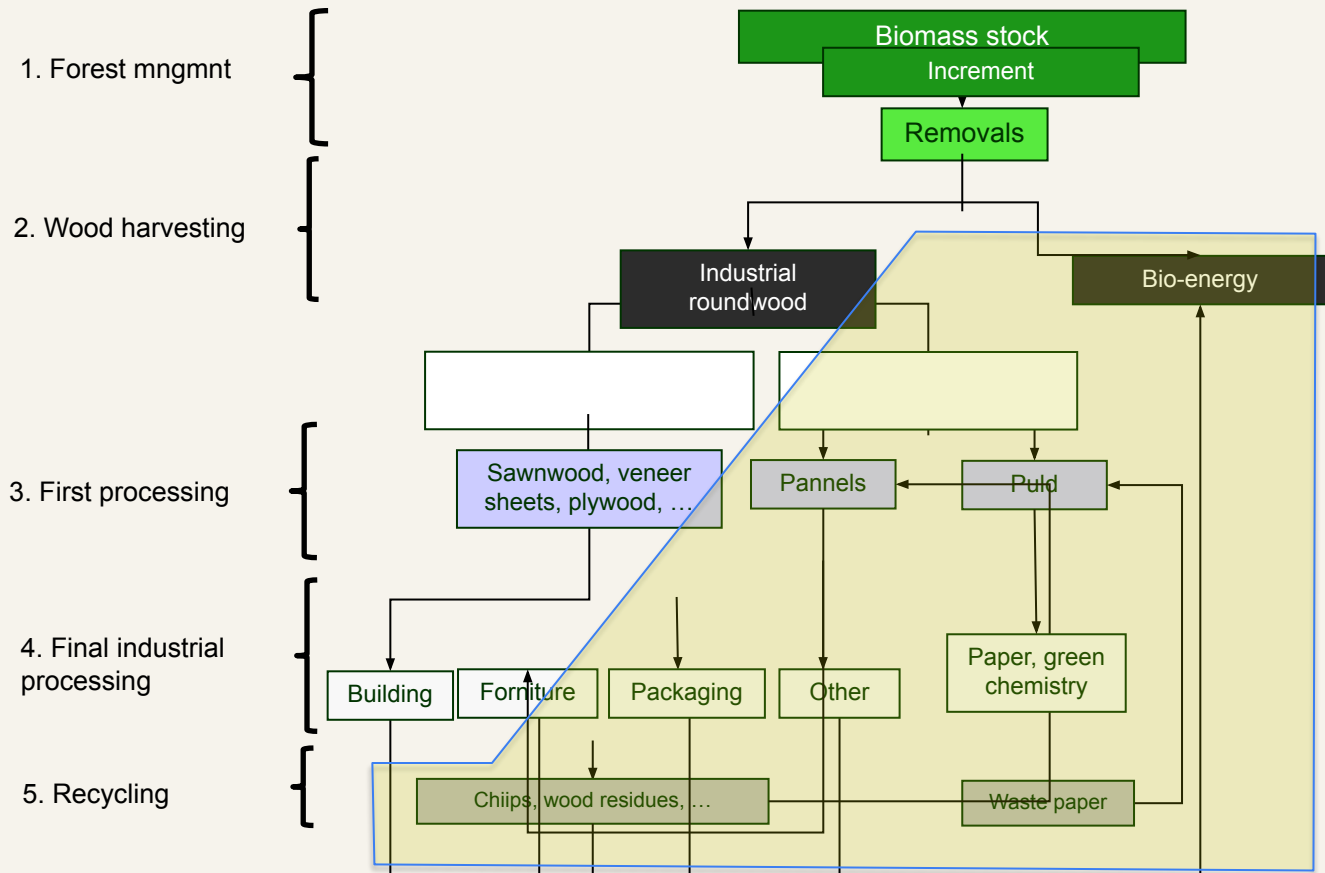 Biomass stock
1. Forest mngmnt
Increment
Removals
2. Wood harvesting
Industrial
roundwood
Bio-energy
3. First processing
Sawnwood, veneer
sheets, plywood, …
Pannels
Puld
4. Final industrial
processing
Building
Forniture
Packaging
Other
Paper, green
chemistry
5. Recycling
Chiips, wood residues, …
Waste paper